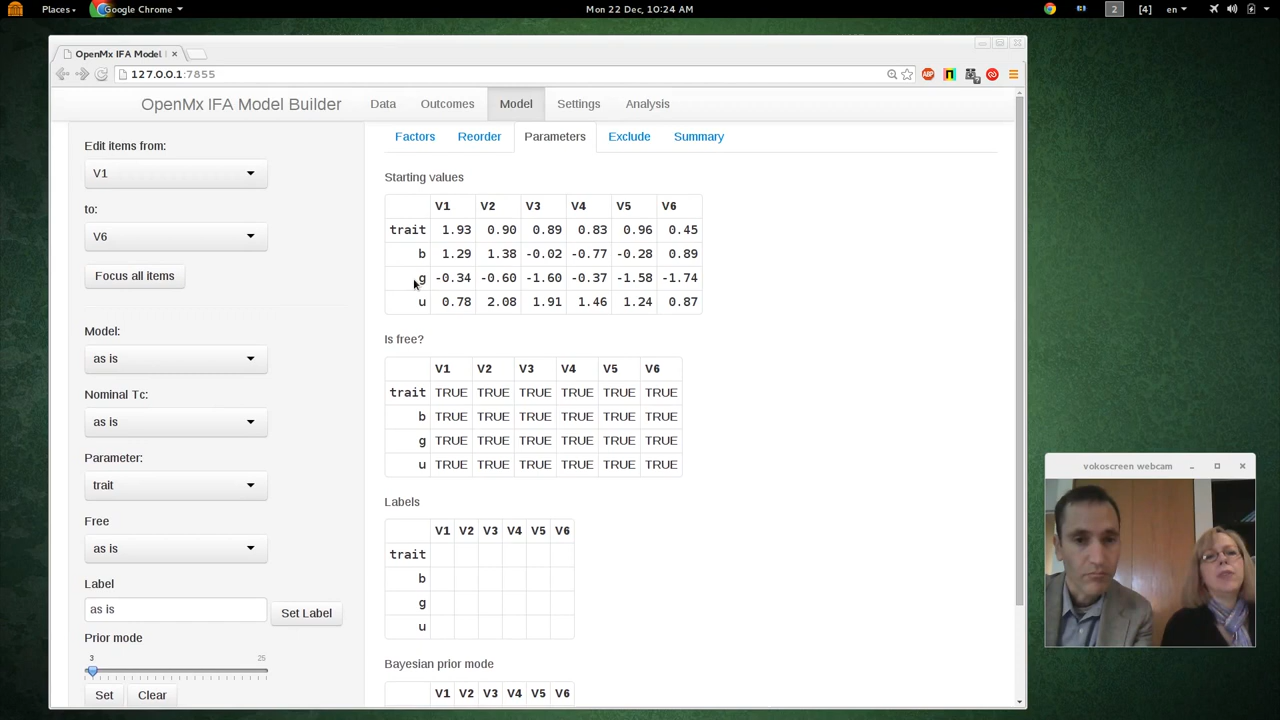 Places Google Chrome Mon 22 Dec, 10:24 AM 2 [4] en
OpenMx IFA Model
127.0.0.1:7855 ABP
OpenMx IFA Model Builder Data Outcomes Model Settings Analysis
Factors Reorder Parameters Exclude Summary
Edit items from:
V1
to:
V6
Focus all items
Model:
as is
Nominal Tc:
as is
Parameter:
trait
Free
as is
Label
as is Set Label
Prior mode
3 25
Set Clear
Starting values
V1 V2 V3 V4 V5 V6
trait 1.93 0.90 0.89 0.83 0.96 0.45
b 1.29 1.38 -0.02 -0.77 -0.28 0.89
g -0.34 -0.60 -1.60 -0.37 -1.58 -1.74
u 0.78 2.08 1.91 1.46 1.24 0.87
Is free?
V1 V2 V3 V4 V5 V6
trait TRUE TRUE TRUE TRUE TRUE TRUE
b TRUE TRUE TRUE TRUE TRUE TRUE
g TRUE TRUE TRUE TRUE TRUE TRUE
u TRUE TRUE TRUE TRUE TRUE TRUE
Labels
V1 V2 V3 V4 V5 V6
trait
b
g
u
Bayesian prior mode
V1 V2 V3 V4 V5 V6
vokoscreen webcam